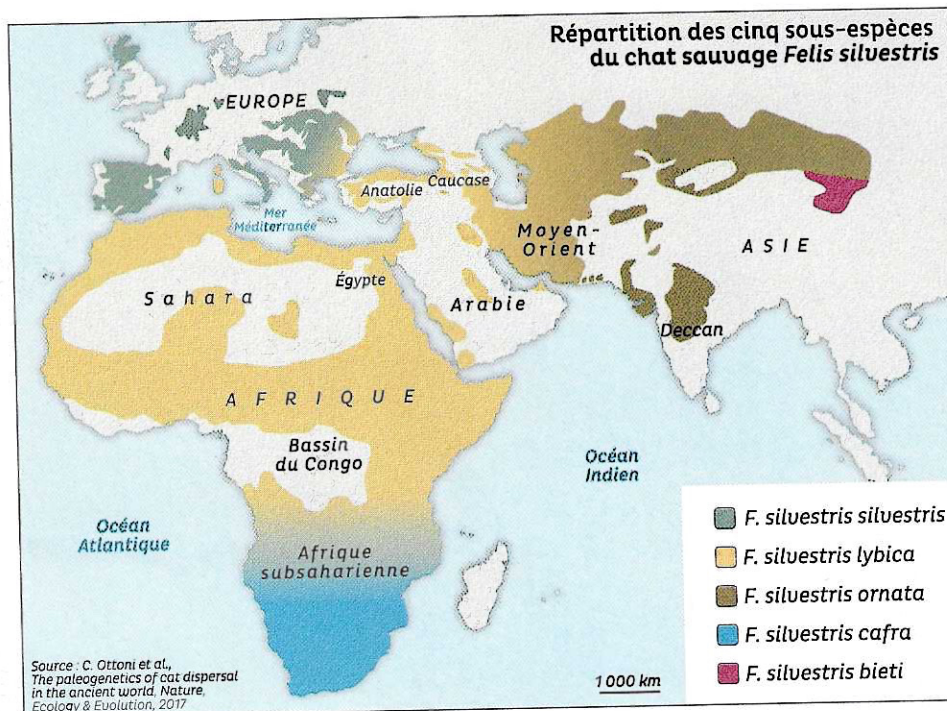 Répartition des cinq sous-espèces
du chat sauvage Felis silvestris
EUROPE
Anatolie
Caucase
Mer
Méditerranée
Moyen-
Orient
ASIE
Égypte
Sahara
Arabie
Deccan
AFRIQUE
Bassin
du Congo
Océan
Indien
Océan
Atlantique
Afrique
subsaharienne
F. silvestris silvestris
F. silvestris lybica
F. silvestris ornata
F. silvestris cafra
F. silvestris bieti
1 000 km
Source : C. Ottoni et al.,
The paleogenetics of cat dispersal
in the ancient world, Nature,
Ecology & Evolution, 2017